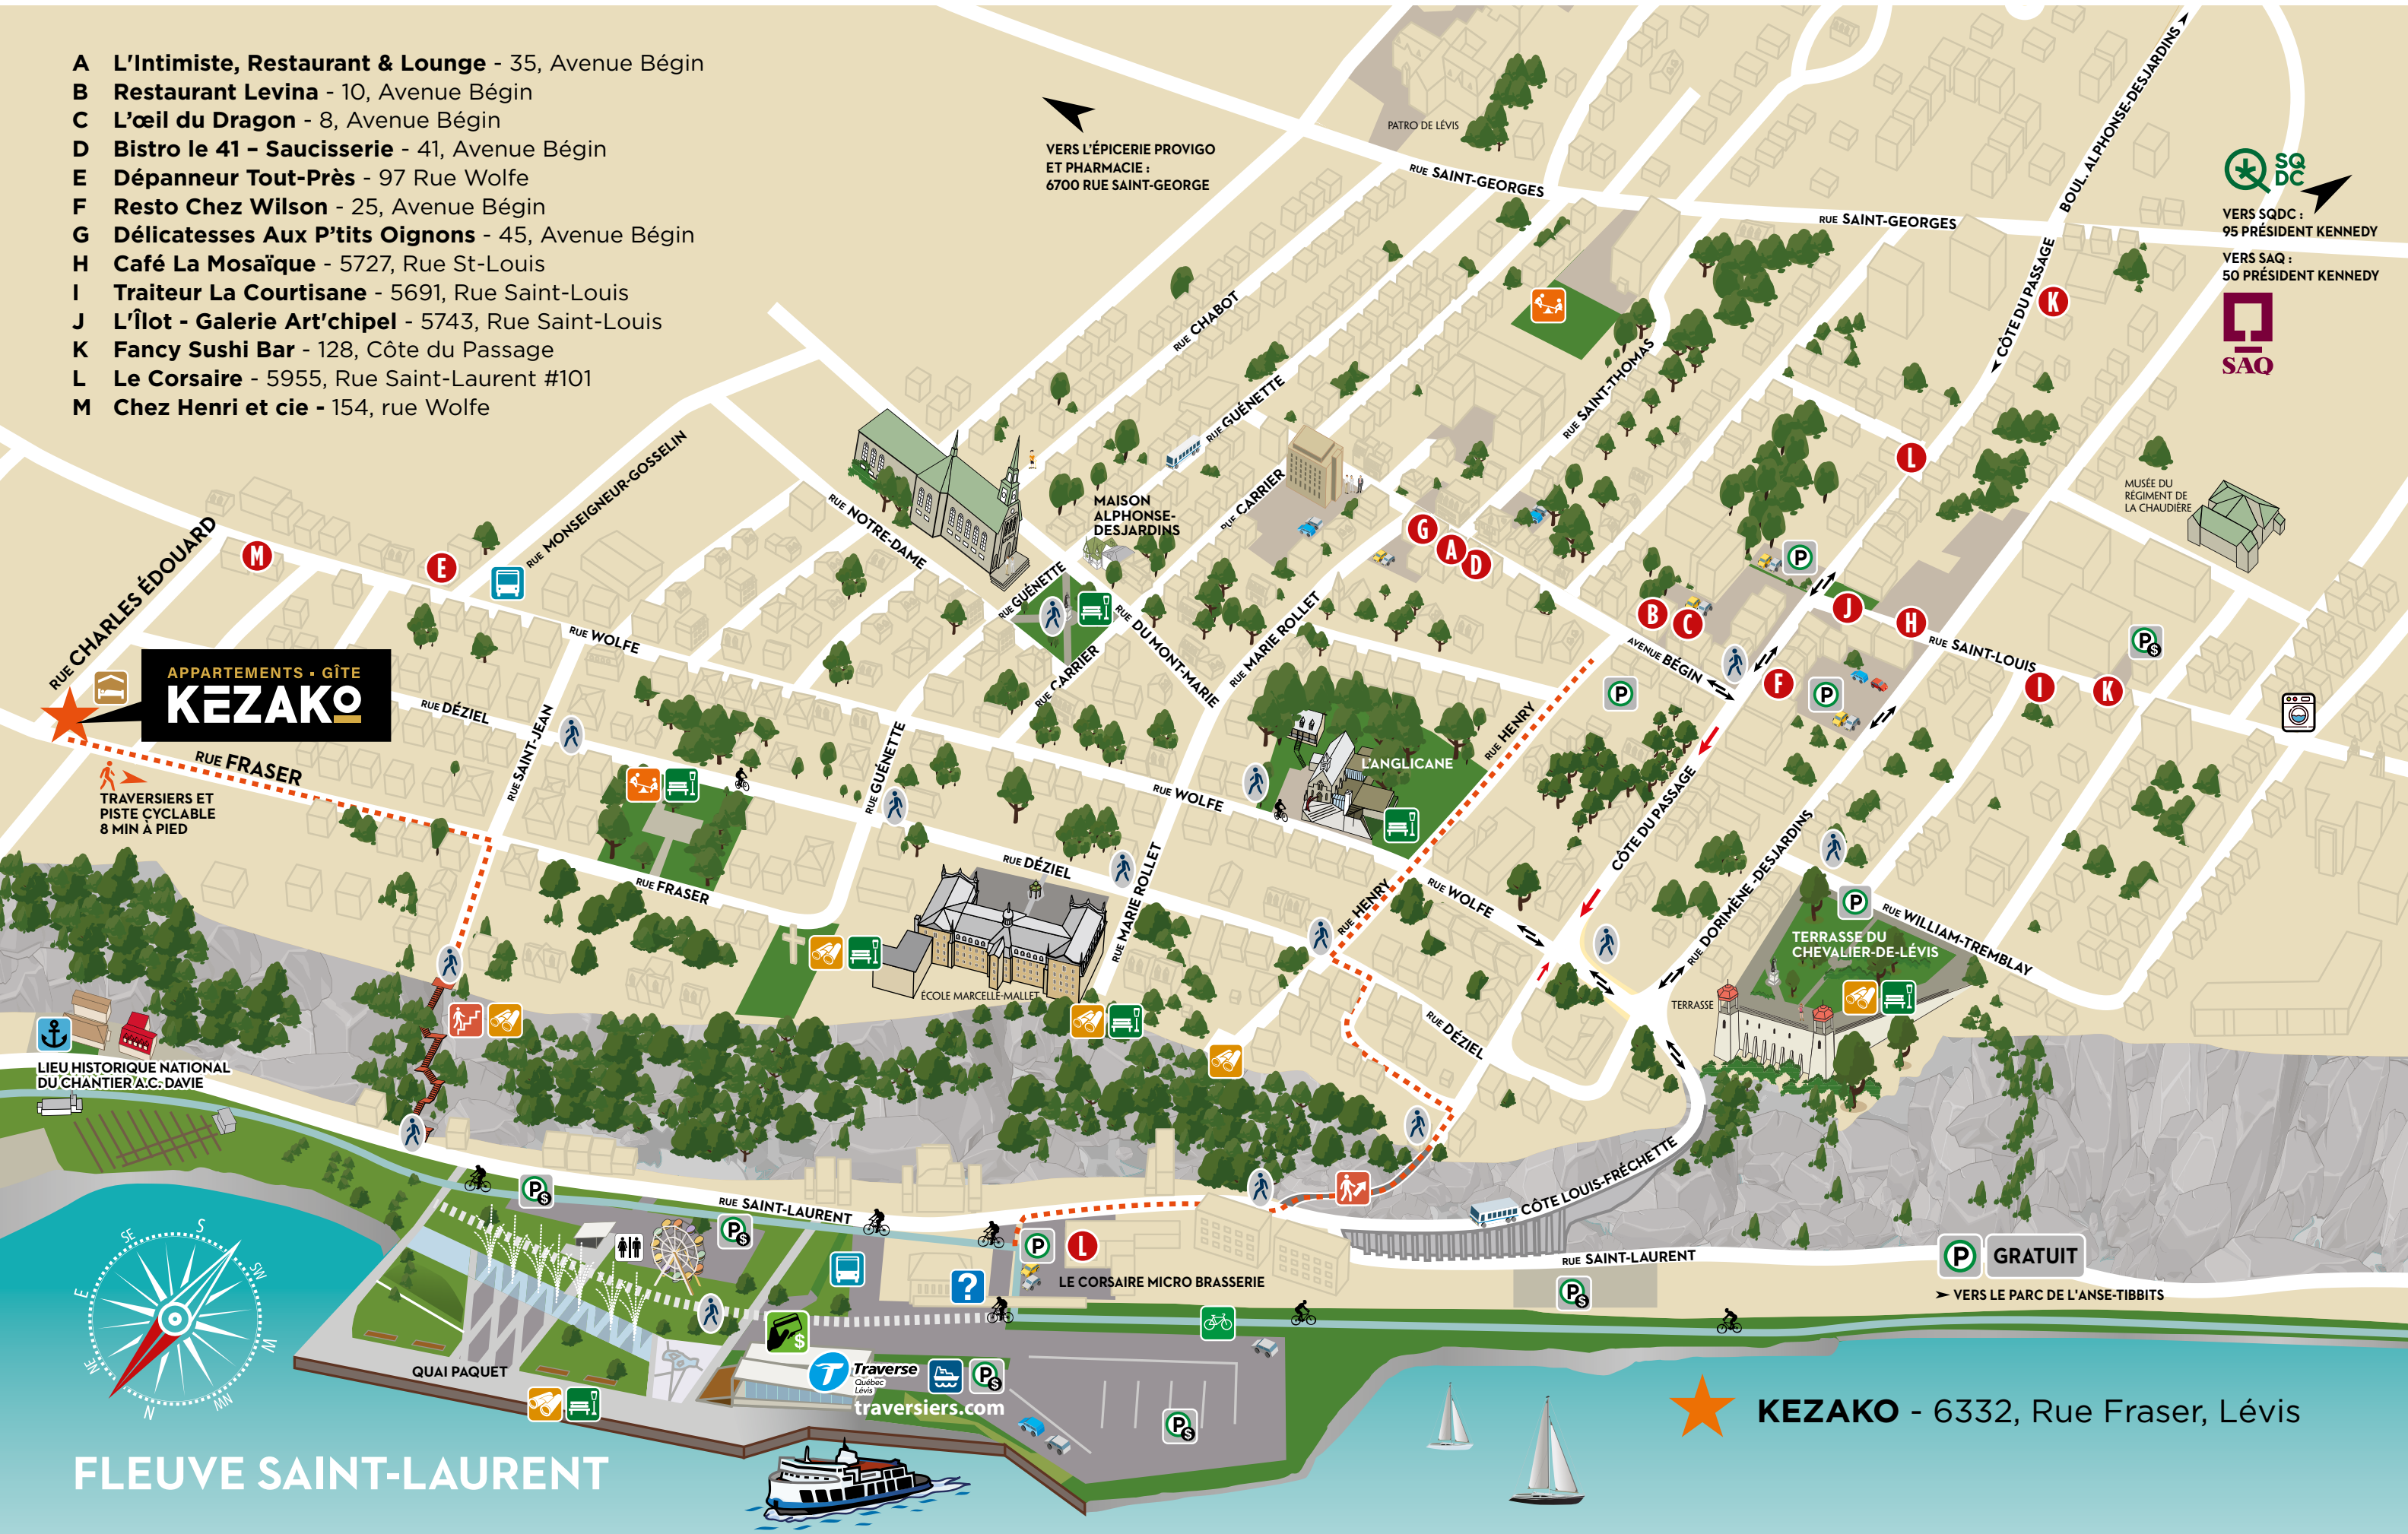 A L'Intimiste, Restaurant & Lounge - 35, Avenue Bégin
B Restaurant Levina - 10, Avenue Bégin
C L'œil du Dragon - 8, Avenue Bégin
D Bistro le 41 – Saucisserie - 41, Avenue Bégin
E Dépanneur Tout-Près - 97 Rue Wolfe
F Resto Chez Wilson - 25, Avenue Bégin
G Délicatesses Aux P'tits Oignons - 45, Avenue Bégin
H Café La Mosaïque - 5727, Rue St-Louis
I Traiteur La Courtisane - 5691, Rue Saint-Louis
J L'Îlot - Galerie Art'chipel - 5743, Rue Saint-Louis
K Fancy Sushi Bar - 128, Côte du Passage
L Le Corsaire - 5955, Rue Saint-Laurent #101
M Chez Henri et cie - 154, rue Wolfe
VERS L'ÉPICERIE PROVIGO
ET PHARMACIE :
6700 RUE SAINT-GEORGE
PATRO DE LÉVIS
RUE SAINT-GEORGES
RUE SAINT-GEORGES
BOUL. ALPHONSE-DESJARDINS
CÔTE DU PASSAGE
SQ
DC
VERS SQDC :
95 PRÉSIDENT KENNEDY
VERS SAQ :
50 PRÉSIDENT KENNEDY
SAQ
K
RUE CHABOT
RUE GUÉNETTE
RUE CARRIER
RUE SAINT-THOMAS
L
MUSÉE DU
RÉGIMENT DE
LA CHAUDIÈRE
RUE MONSEIGNEUR-GOSSELIN
RUE NOTRE-DAME
MAISON
ALPHONSE-
DESJARDINS
RUE CHARLES ÉDOUARD
M
E
G
A
D
P
B
C
J
H
RUE SAINT-LOUIS
P$
RUE GUÉNETTE
RUE DU MONT-MARIE
RUE MARIE ROLLET
RUE CARRIER
RUE WOLFE
AVENUE BÉGIN
P
F
P
I
K
APPARTEMENTS • GÎTE
KEZAKO
RUE DÉZIEL
RUE SAINT-JEAN
RUE GUÉNETTE
RUE HENRY
L'ANGLICANE
RUE FRASER
TRAVERSIERS ET
PISTE CYCLABLE
8 MIN À PIED
RUE WOLFE
CÔTE DU PASSAGE
RUE DORIMÈNE-DESJARDINS
RUE FRASER
RUE DÉZIEL
RUE MARIE ROLLET
RUE HENRY
RUE WOLFE
P
RUE WILLIAM-TREMBLAY
TERRASSE DU
CHEVALIER-DE-LÉVIS
TERRASSE
ÉCOLE MARCELLE-MALLET
RUE DÉZIEL
LIEU HISTORIQUE NATIONAL
DU CHANTIER A.C. DAVIE
CÔTE LOUIS-FRÉCHETTE
P$
RUE SAINT-LAURENT
P$
P
L
LE CORSAIRE MICRO BRASSERIE
?
RUE SAINT-LAURENT
P$
P GRATUIT
VERS LE PARC DE L'ANSE-TIBBITS
S
SE
SW
E
W
NE
NW
N
$
QUAI PAQUET
T Traverse
Québec
Lévis
P$
traversiers.com
P$
KEZAKO - 6332, Rue Fraser, Lévis
FLEUVE SAINT-LAURENT